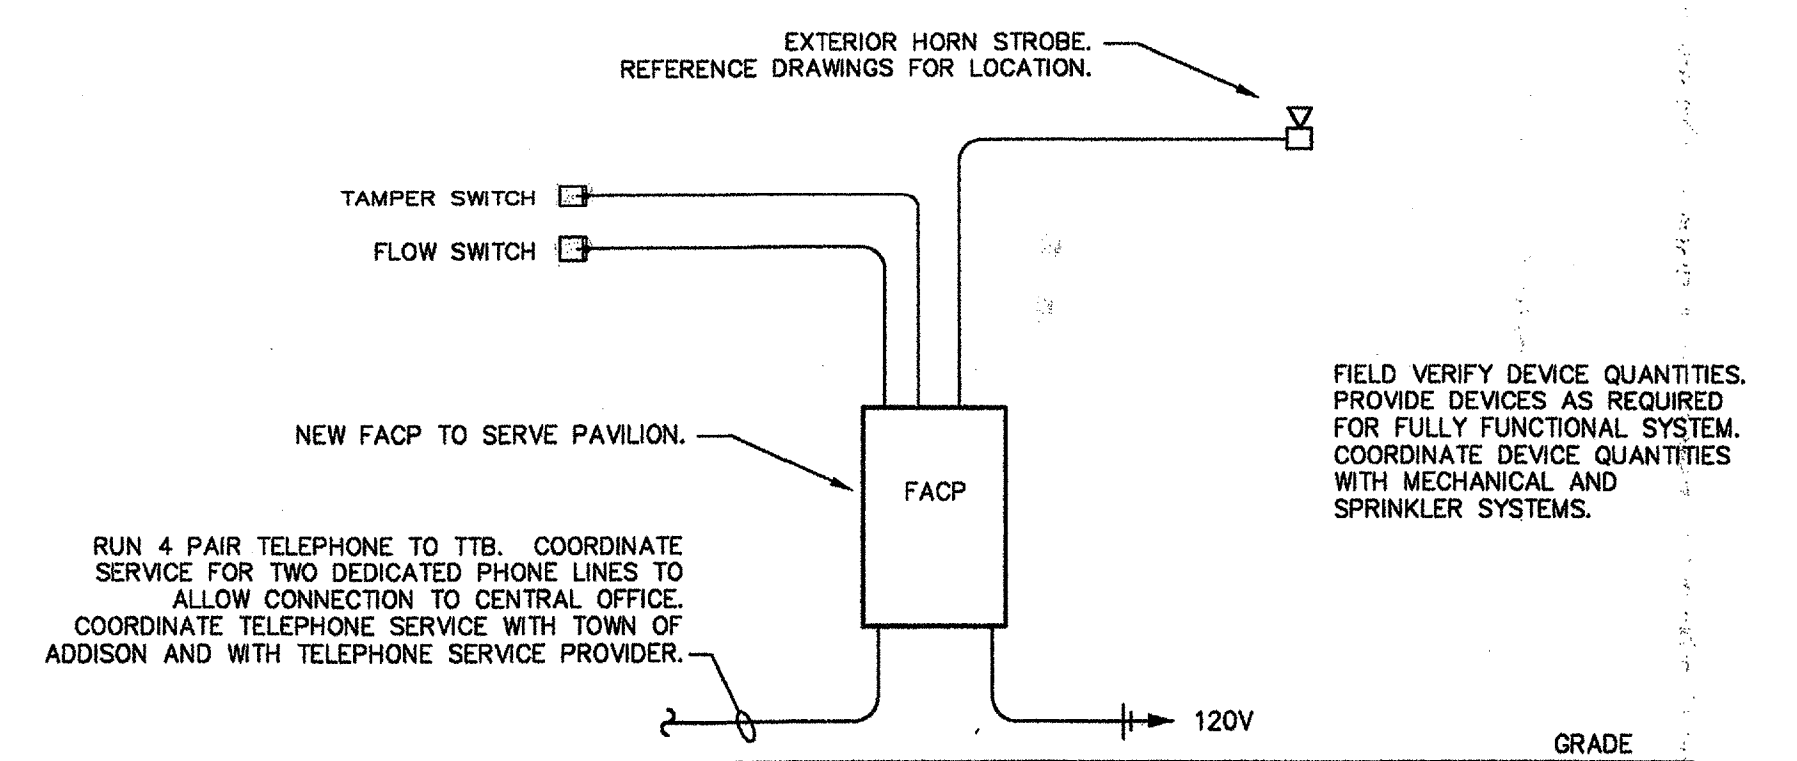 EXTERIOR HORN STROBE.
REFERENCE DRAWINGS FOR LOCATION.
TAMPER SWITCH
FLOW SWITCH
FIELD VERIFY DEVICE QUANTITIES.
PROVIDE DEVICES AS REQUIRED
FOR FULLY FUNCTIONAL SYSTEM.
COORDINATE DEVICE QUANTITIES
WITH MECHANICAL AND
SPRINKLER SYSTEMS.
NEW FACP TO SERVE PAVILION.
FACP
RUN 4 PAIR TELEPHONE TO TTB. COORDINATE
SERVICE FOR TWO DEDICATED PHONE LINES TO
ALLOW CONNECTION TO CENTRAL OFFICE.
COORDINATE TELEPHONE SERVICE WITH TOWN OF
ADDISON AND WITH TELEPHONE SERVICE PROVIDER.
120V
GRADE